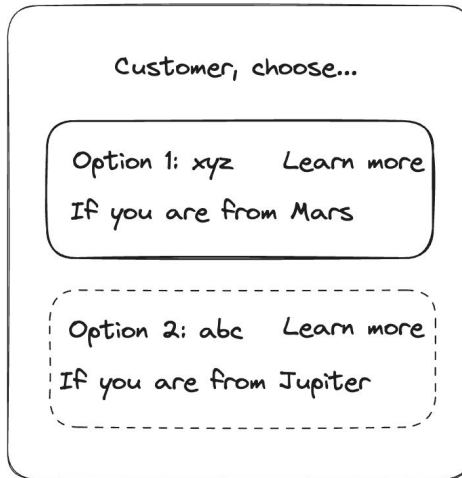 Customer, choose...
Option 1: xyz Learn more
If you are from Mars
Option 2: abc Learn more
If you are from Jupiter